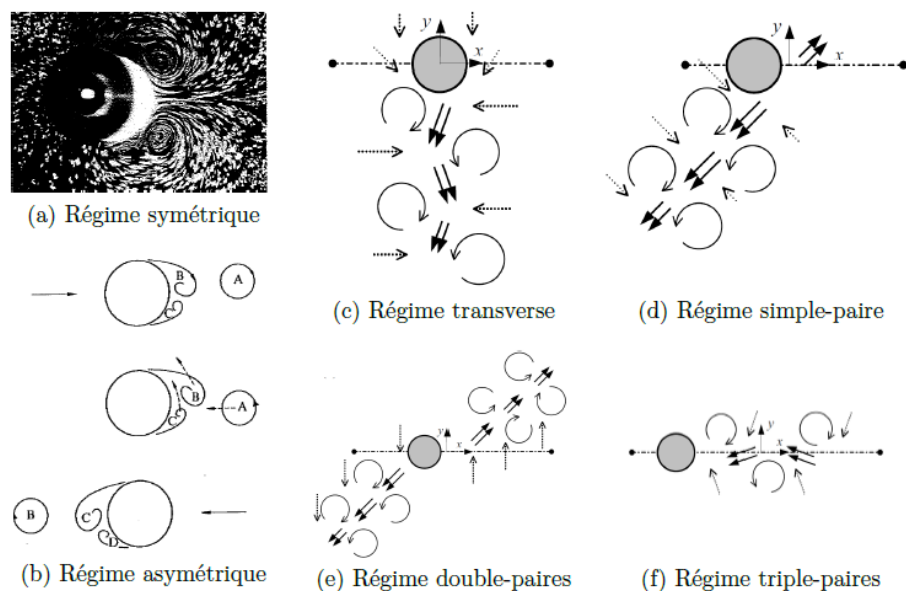 (a) Régime symétrique
B
A
C
B
A
C
B
C
D
(b) Régime asymétrique
y
x
(c) Régime transverse
y
x
(d) Régime simple-paire
y
x
(e) Régime double-paires
y
x
(f) Régime triple-paires